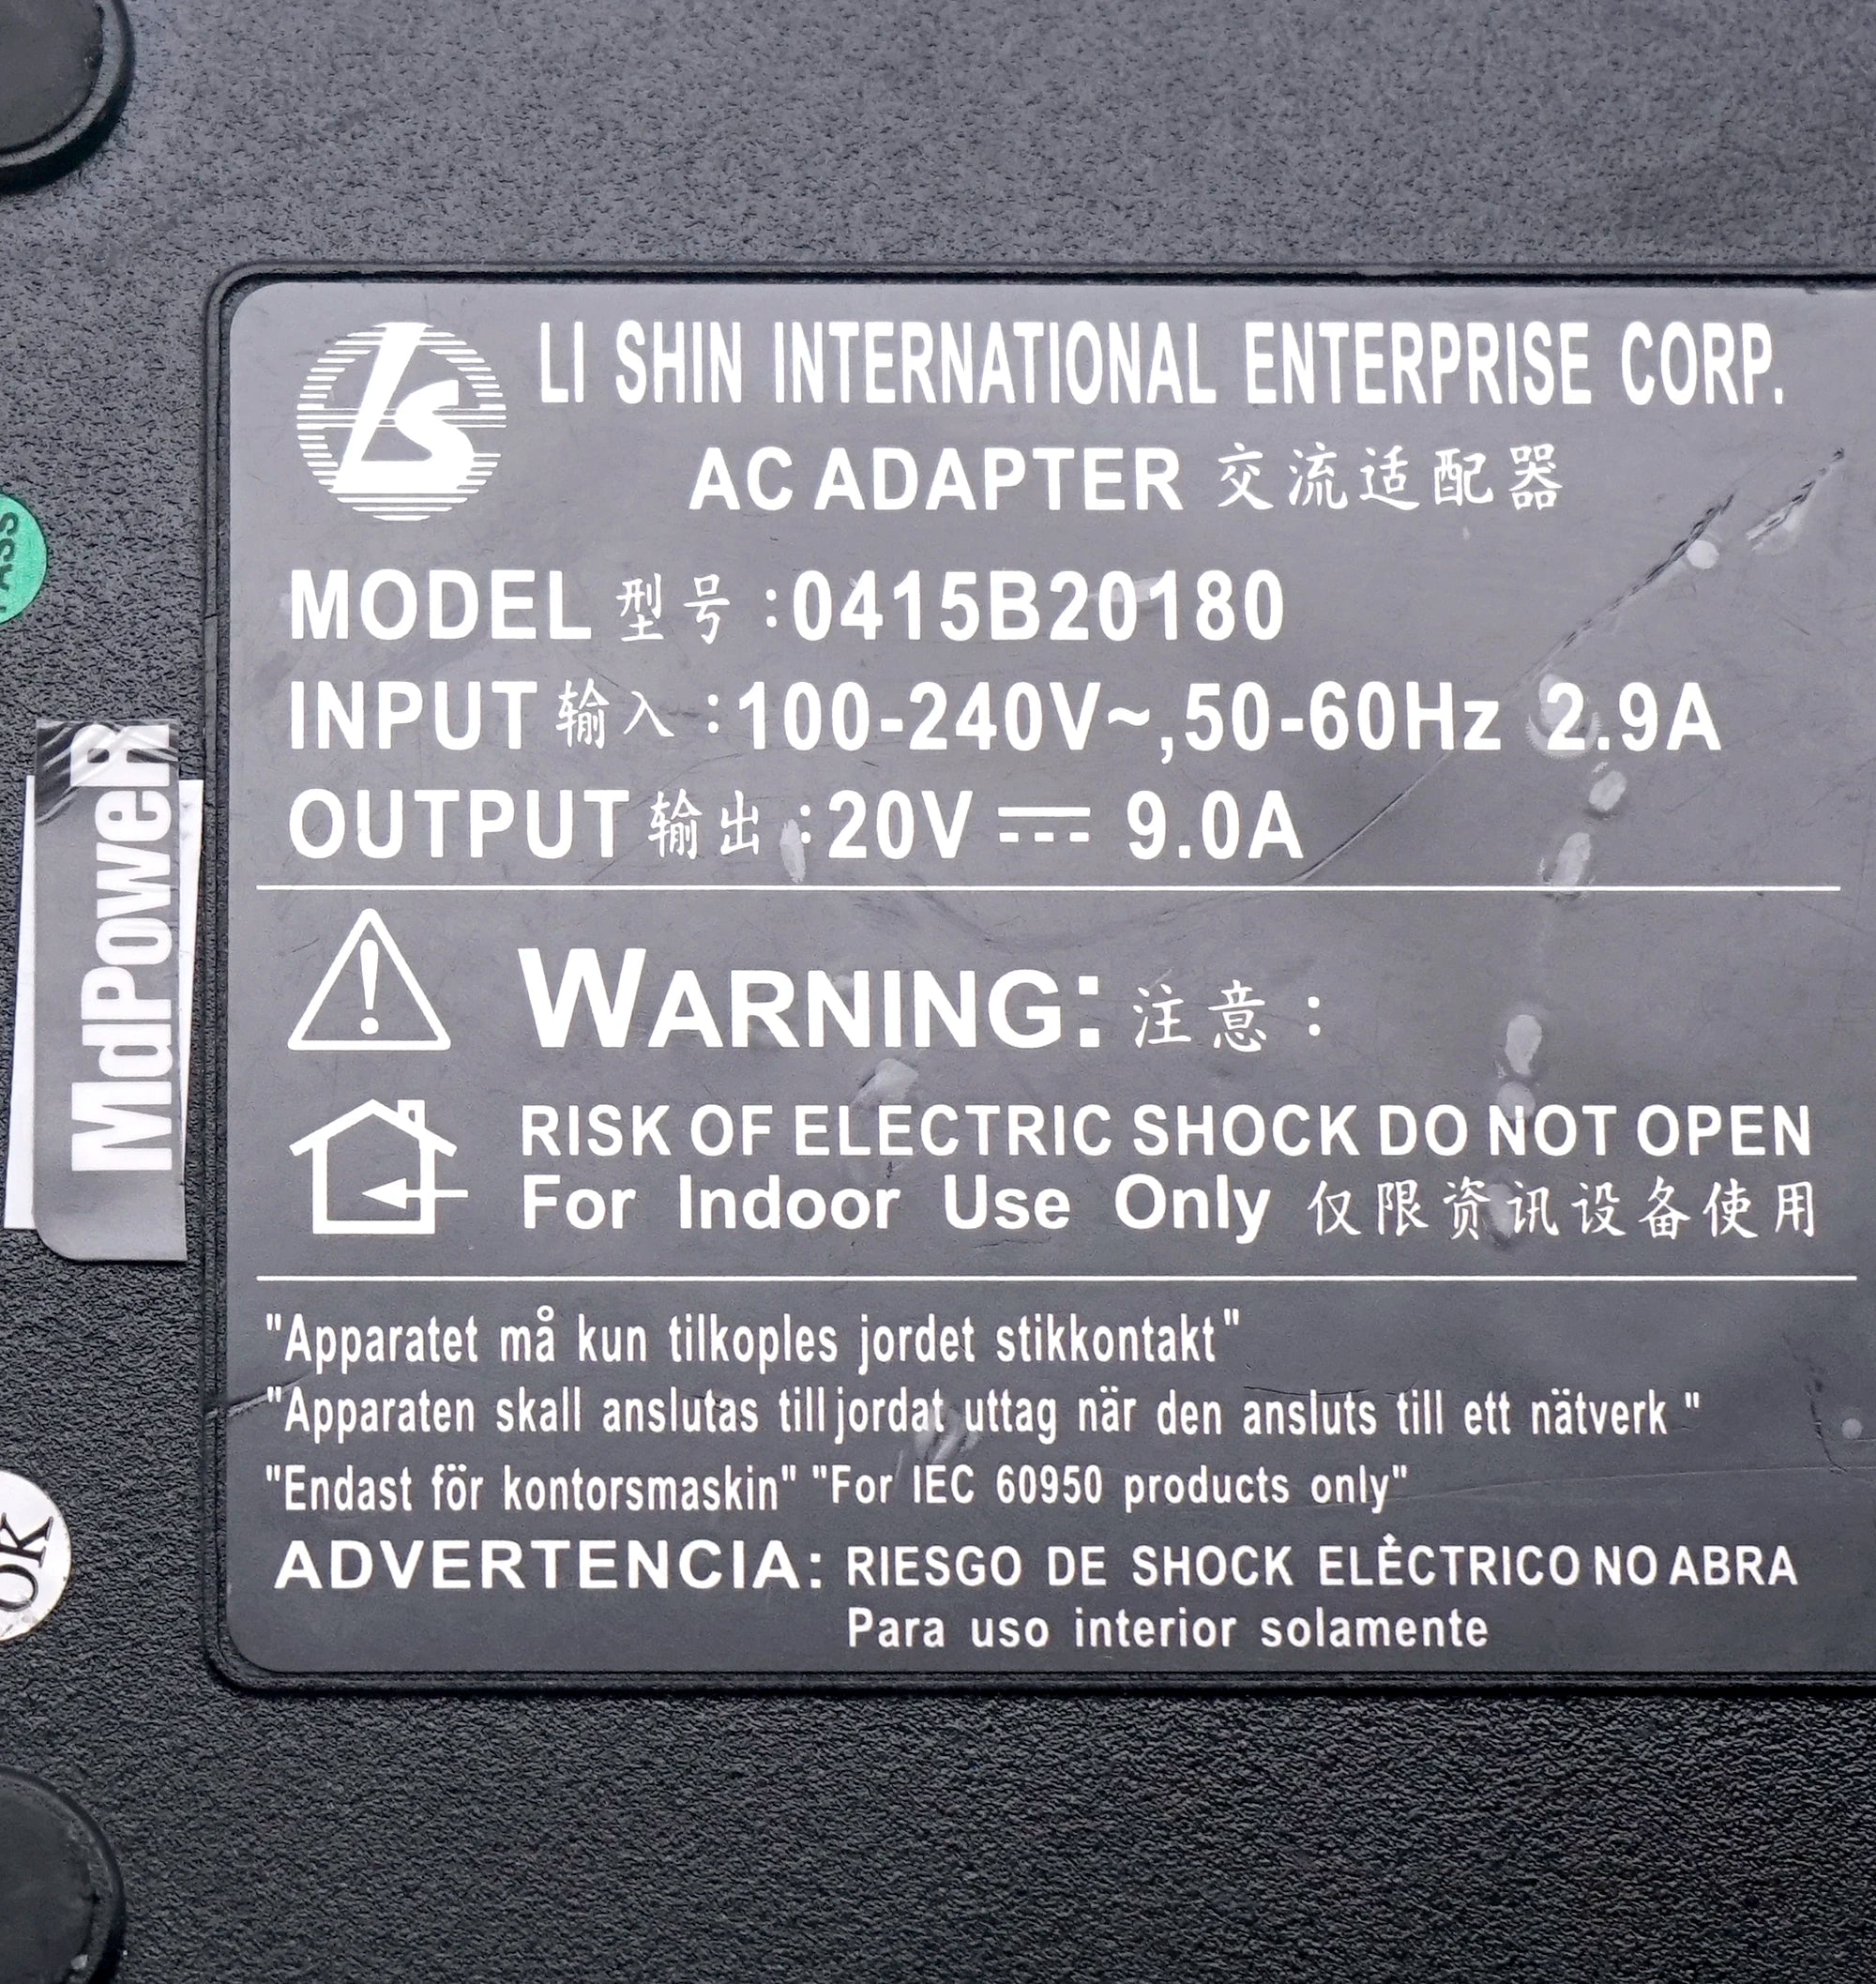 LS
LI SHIN INTERNATIONAL ENTERPRISE CORP.
AC ADAPTER 交流适配器
MODEL 型号 :0415B20180
INPUT 输入 :100-240V~,50-60Hz 2.9A
OUTPUT 输出 :20V ⎓ 9.0A
WARNING: 注意 :
RISK OF ELECTRIC SHOCK DO NOT OPEN
For Indoor Use Only 仅限资讯设备使用
"Apparatet må kun tilkoples jordet stikkontakt"
"Apparaten skall anslutas till jordat uttag när den ansluts till ett nätverk "
"Endast för kontorsmaskin" "For IEC 60950 products only"
ADVERTENCIA: RIESGO DE SHOCK ELÈCTRICO NO ABRA
Para uso interior solamente
MdPoweR
OK